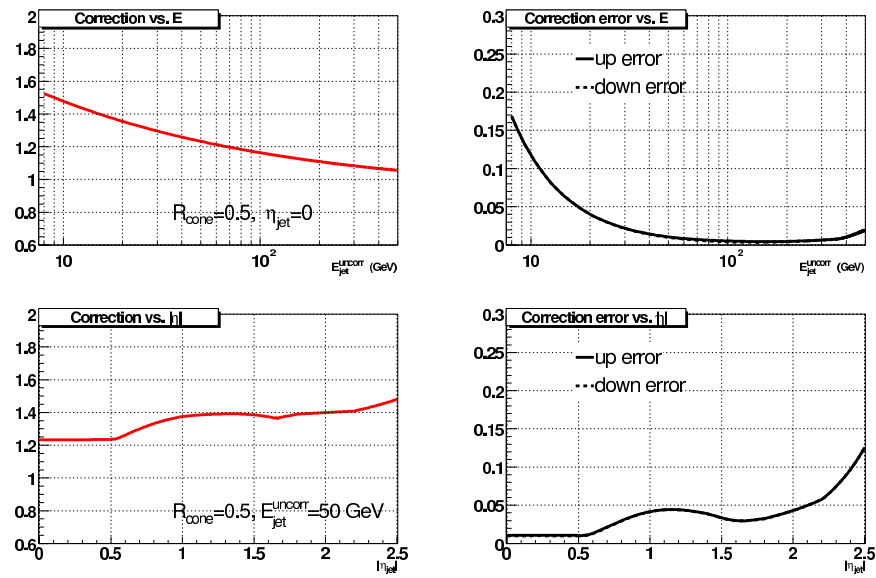 Correction vs. E
2
1.8
1.6
1.4
1.2
1
0.8
0.6
R_cone=0.5, η_jet=0
10
10²
E_jet^uncorr (GeV)
Correction error vs. E
0.3
0.25
0.2
0.15
0.1
0.05
0
up error
down error
10
10²
E_jet^uncorr (GeV)
Correction vs. |η|
2
1.8
1.6
1.4
1.2
1
0.8
0.6
R_cone=0.5, E_jet^uncorr=50 GeV
0 0.5 1 1.5 2 2.5
|η_jet|
Correction error vs. |η|
0.3
0.25
0.2
0.15
0.1
0.05
0
up error
down error
0 0.5 1 1.5 2 2.5
|η_jet|